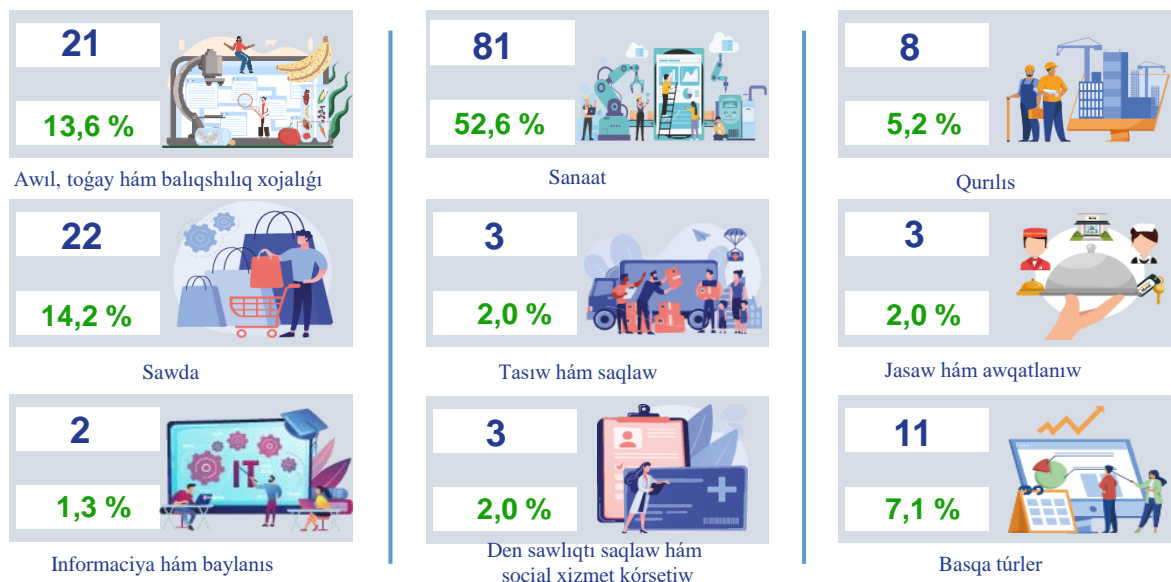 21
13,6 %
Awıl, toǵay hám balıqshılıq xojalıǵı
81
52,6 %
Sanaat
8
5,2 %
Qurılıs
22
14,2 %
Sawda
3
2,0 %
Tasıw hám saqlaw
3
2,0 %
Jasaw hám awqatlanıw
2
1,3 %
IT
Informaciya hám baylanıs
3
2,0 %
Den sawlıqtı saqlaw hám
social xizmet kórsetiw
11
7,1 %
Basqa túrler